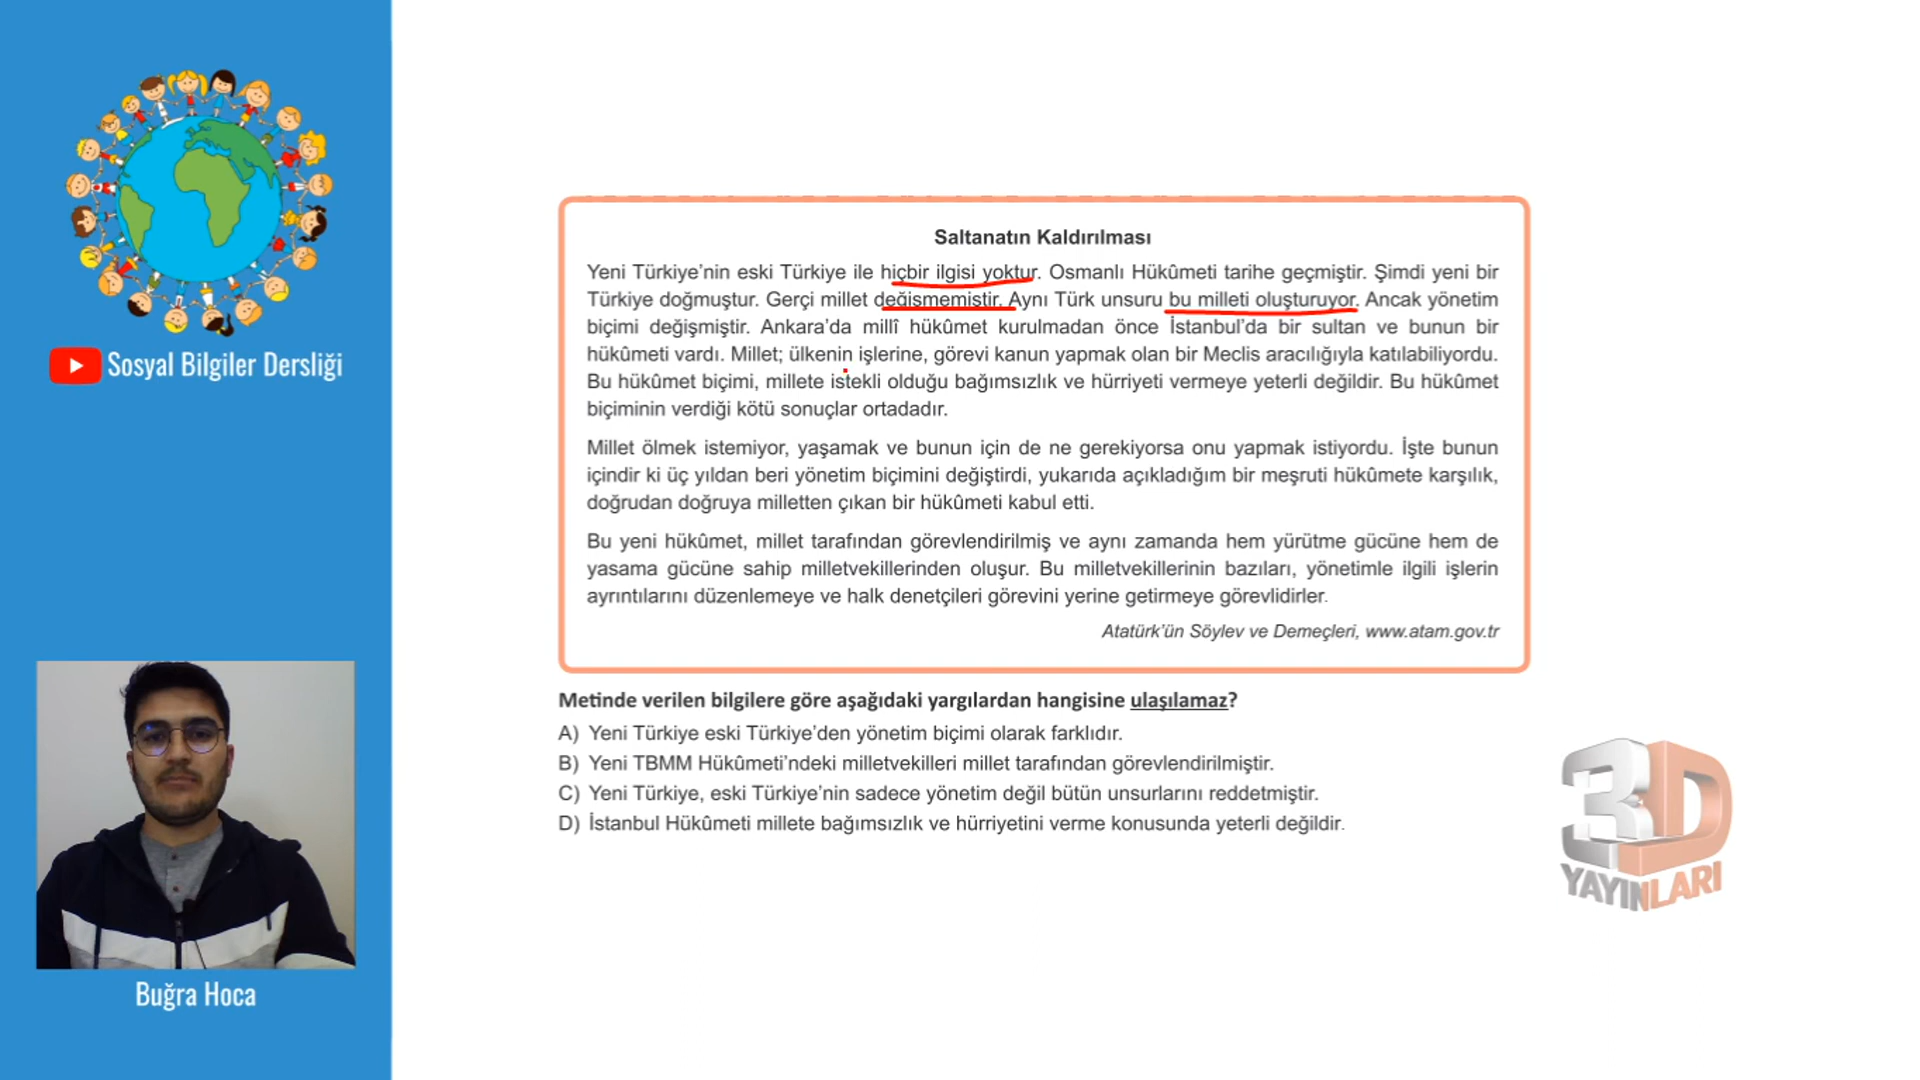 Sosyal Bilgiler Dersliği
Buğra Hoca
Saltanatın Kaldırılması
Yeni Türkiye’nin eski Türkiye ile hiçbir ilgisi yoktur. Osmanlı Hükûmeti tarihe geçmiştir. Şimdi yeni bir
Türkiye doğmuştur. Gerçi millet değişmemiştir. Aynı Türk unsuru bu milleti oluşturuyor. Ancak yönetim
biçimi değişmiştir. Ankara’da millî hükûmet kurulmadan önce İstanbul’da bir sultan ve bunun bir
hükûmeti vardı. Millet; ülkenin işlerine, görevi kanun yapmak olan bir Meclis aracılığıyla katılabiliyordu.
Bu hükûmet biçimi, millete istekli olduğu bağımsızlık ve hürriyeti vermeye yeterli değildir. Bu hükûmet
biçiminin verdiği kötü sonuçlar ortadadır.
Millet ölmek istemiyor, yaşamak ve bunun için de ne gerekiyorsa onu yapmak istiyordu. İşte bunun
içindir ki üç yıldan beri yönetim biçimini değiştirdi, yukarıda açıkladığım bir meşruti hükûmete karşılık,
doğrudan doğruya milletten çıkan bir hükûmeti kabul etti.
Bu yeni hükûmet, millet tarafından görevlendirilmiş ve aynı zamanda hem yürütme gücüne hem de
yasama gücüne sahip milletvekillerinden oluşur. Bu milletvekillerinin bazıları, yönetimle ilgili işlerin
ayrıntılarını düzenlemeye ve halk denetçileri görevini yerine getirmeye görevlidirler.
Atatürk’ün Söylev ve Demeçleri, www.atam.gov.tr
Metinde verilen bilgilere göre aşağıdaki yargılardan hangisine ulaşılamaz?
A) Yeni Türkiye eski Türkiye’den yönetim biçimi olarak farklıdır.
B) Yeni TBMM Hükûmeti’ndeki milletvekilleri millet tarafından görevlendirilmiştir.
C) Yeni Türkiye, eski Türkiye’nin sadece yönetim değil bütün unsurlarını reddetmiştir.
D) İstanbul Hükûmeti millete bağımsızlık ve hürriyetini verme konusunda yeterli değildir.
3D
YAYINLARI